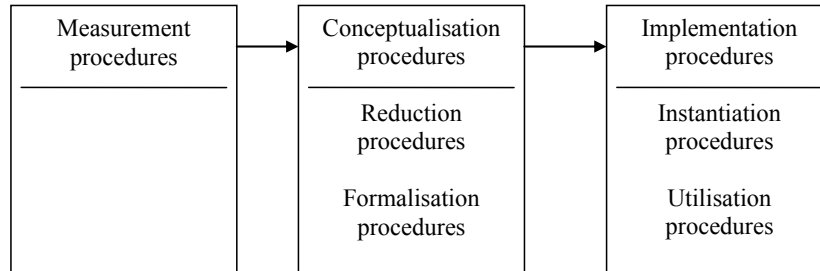 Measurement
procedures
Conceptualisation
procedures
Reduction
procedures
Formalisation
procedures
Implementation
procedures
Instantiation
procedures
Utilisation
procedures